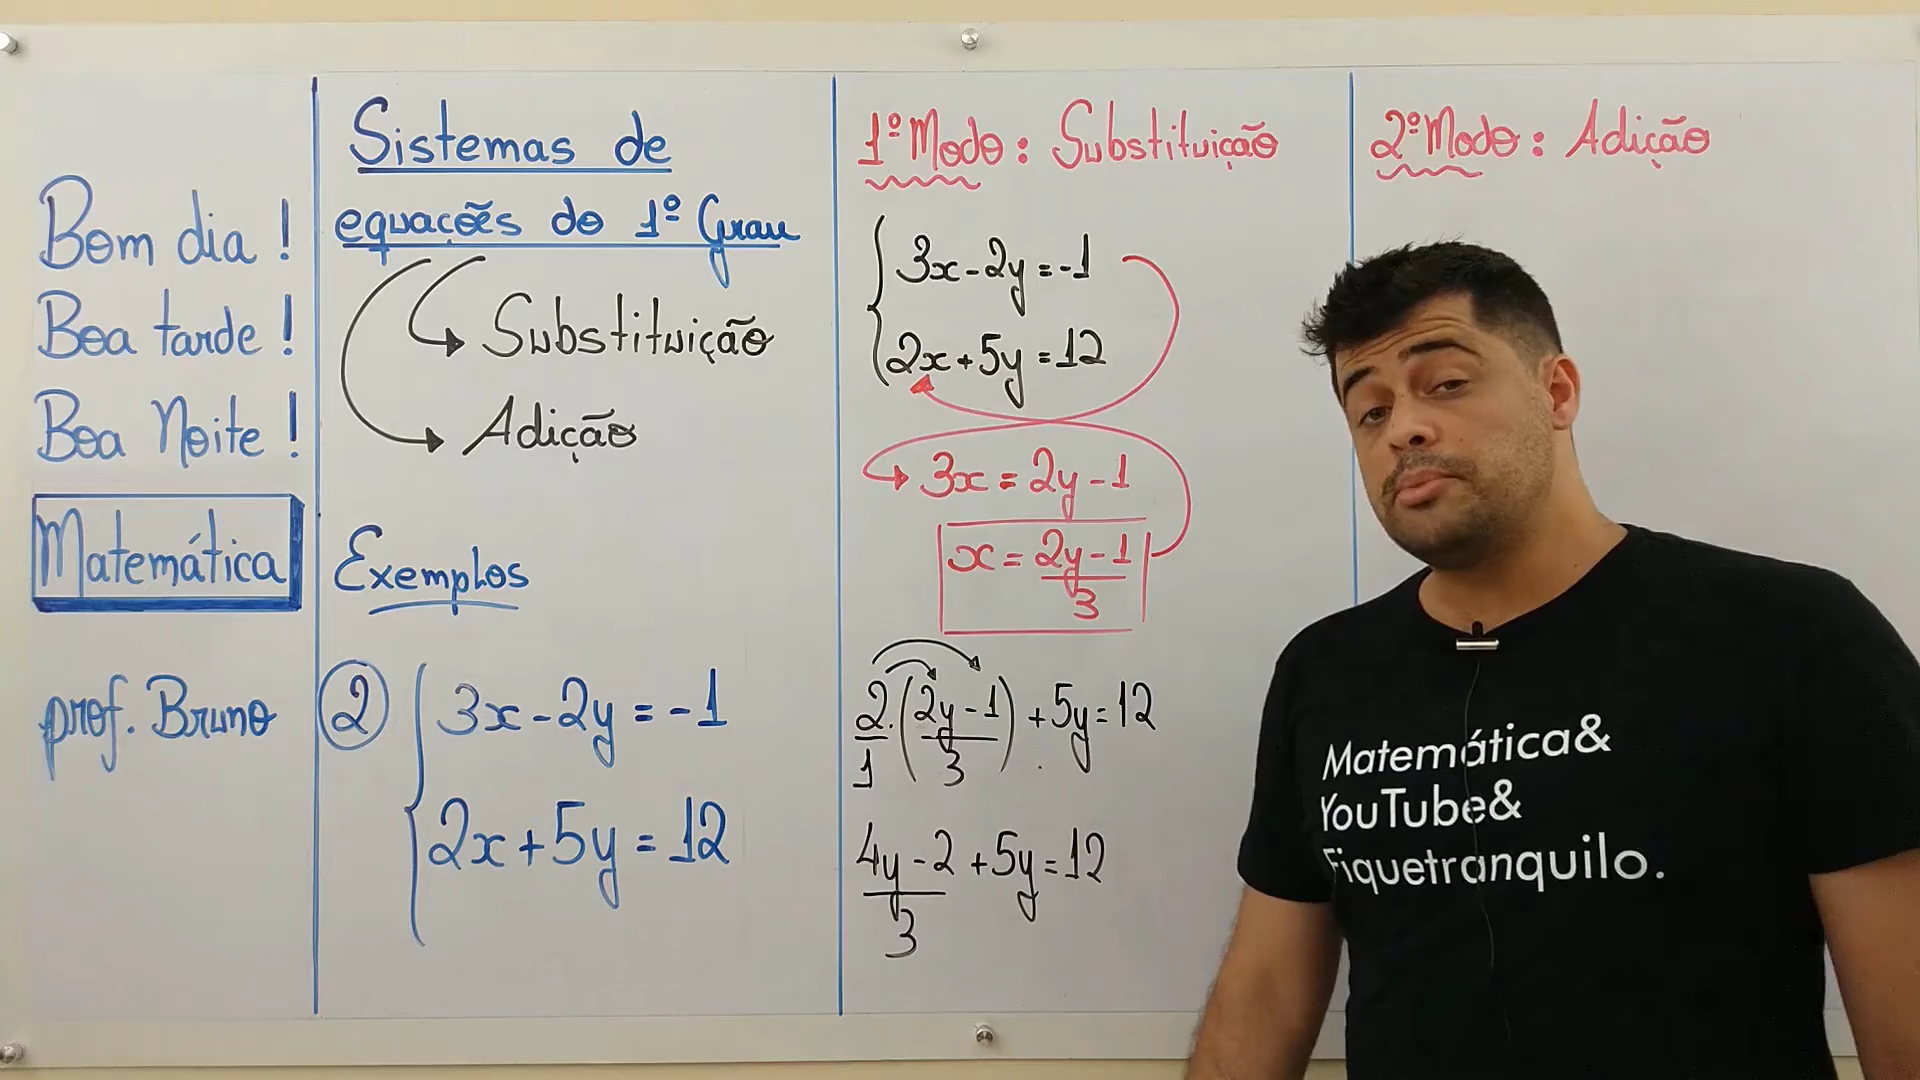 Bom dia!
Boa tarde!
Boa Noite!
Matemática
prof. Bruno
Sistemas de
equações do 1º Grau
Substituição
Adição
Exemplos
2
3x - 2y = -1
2x + 5y = 12
1º Modo: Substituição
3x - 2y = -1
2x + 5y = 12
3x = 2y - 1
x = 2y - 1
3
2 . (2y - 1) + 5y = 12
1 3
4y - 2 + 5y = 12
3
2º Modo: Adição
Matemática&
YouTube&
Fiquetranquilo.